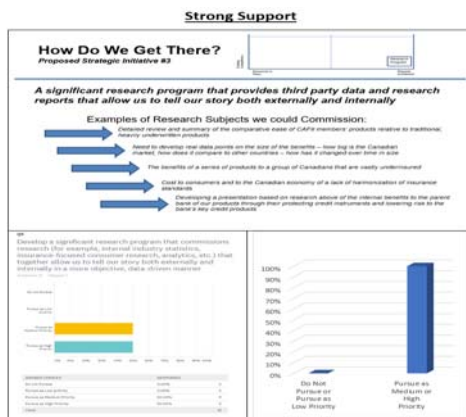 Strong Support
How Do We Get There?
Proposed Strategic Initiative #3
Research
Program
A significant research program that provides third party data and research
reports that allow us to tell our story both externally and internally
Examples of Research Subjects we could Commission:
Detailed review and summary of the comparative ease of CAFII members' products relative to traditional,
heavily underwritten products
Need to develop real data points on the size of the benefits – how big is the Canadian
market, how does it compare to other countries – how has it changed over time in size
The benefits of a series of products to a group of Canadians that are vastly underinsured
Cost to consumers and to the Canadian economy of a lack of harmonization of insurance
standards
Developing a presentation based on research above of the internal benefits to the parent
bank of our products through their protecting credit instruments and lowering risk to the
bank's key credit products
Develop a significant research program that commissions
research (for example, internal industry statistics,
insurance-focused consumer research, analytics, etc.) that
together allow us to tell our story both externally and
internally in a more objective, data-driven manner
100%
90%
80%
70%
60%
50%
40%
30%
20%
10%
0%
Do Not
Pursue or
Pursue as
Low Priority
Pursue as
Medium or
High
Priority